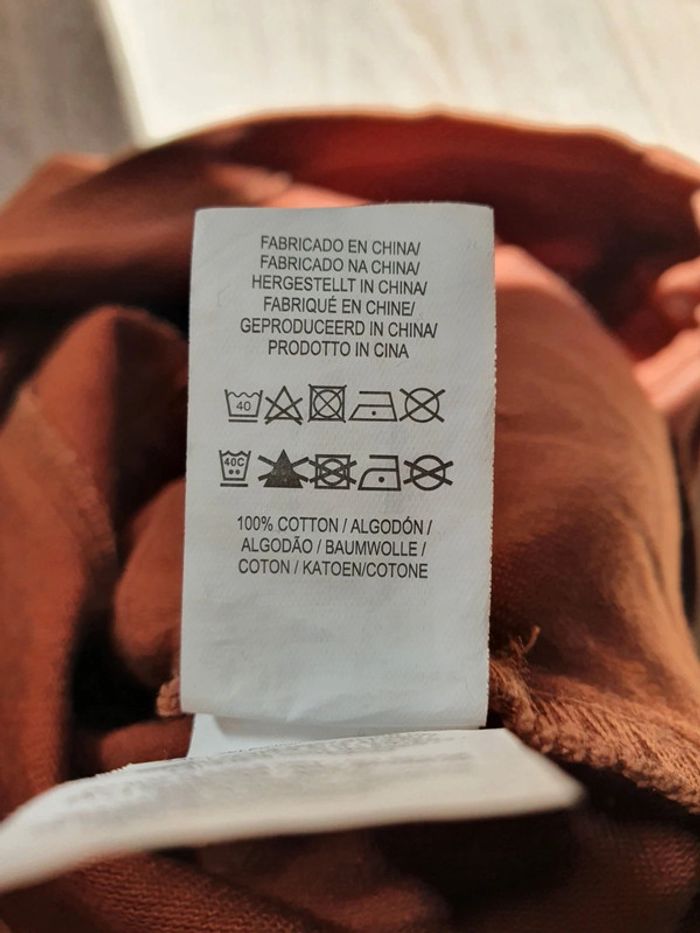 FABRICADO EN CHINA/
FABRICADO NA CHINA/
HERGESTELLT IN CHINA/
FABRIQUÉ EN CHINE/
GEPRODUCEERD IN CHINA/
PRODOTTO IN CINA
40
40C
100% COTTON / ALGODÓN /
ALGODÃO / BAUMWOLLE /
COTON / KATOEN/COTONE